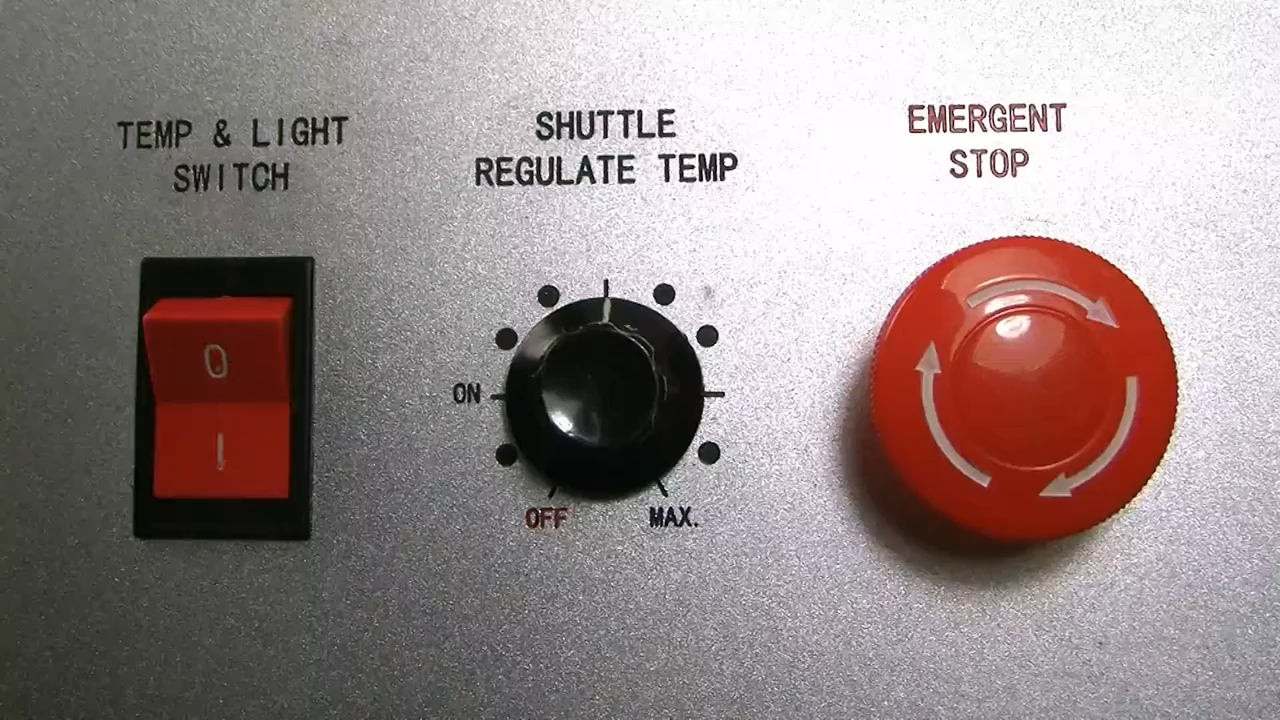 TEMP & LIGHT
SWITCH
SHUTTLE
REGULATE TEMP
EMERGENT
STOP
0
I
ON
OFF
MAX.